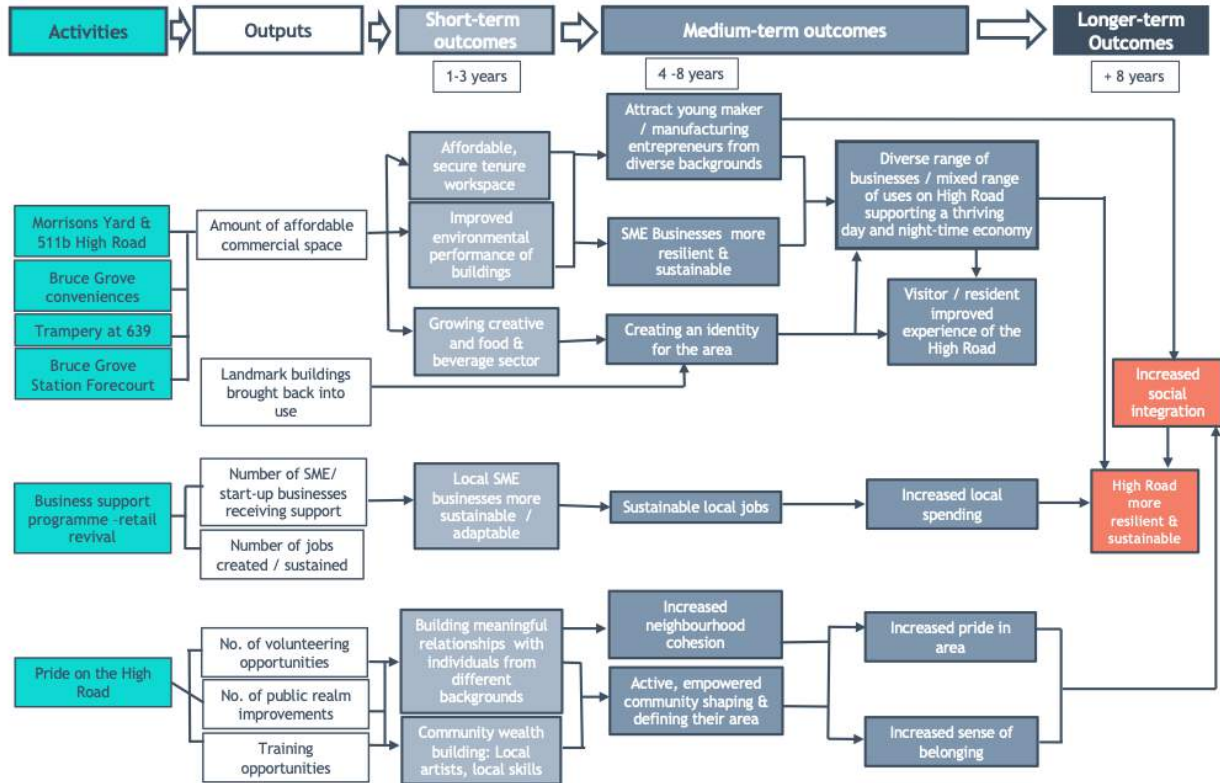 Activities
Outputs
Short-term
outcomes
Medium-term outcomes
Longer-term
Outcomes
1-3 years
4 -8 years
+ 8 years
Morrisons Yard &
511b High Road
Bruce Grove
conveniences
Trampery at 639
Bruce Grove
Station Forecourt
Amount of affordable
commercial space
Landmark buildings
brought back into
use
Affordable,
secure tenure
workspace
Improved
environmental
performance of
buildings
Growing creative
and food &
beverage sector
Attract young maker
/ manufacturing
entrepreneurs from
diverse backgrounds
SME Businesses more
resilient &
sustainable
Creating an identity
for the area
Diverse range of
businesses / mixed range
of uses on High Road
supporting a thriving
day and night-time economy
Visitor / resident
improved
experience of the
High Road
Increased
social
integration
Business support
programme –retail
revival
Number of SME/
start-up businesses
receiving support
Number of jobs
created / sustained
Local SME
businesses more
sustainable /
adaptable
Sustainable local jobs
Increased local
spending
High Road
more
resilient &
sustainable
Pride on the High
Road
No. of volunteering
opportunities
No. of public realm
improvements
Training
opportunities
Building meaningful
relationships with
individuals from
different backgrounds
Community wealth
building: Local
artists, local skills
Increased
neighbourhood
cohesion
Active, empowered
community shaping &
defining their area
Increased pride in
area
Increased sense of
belonging